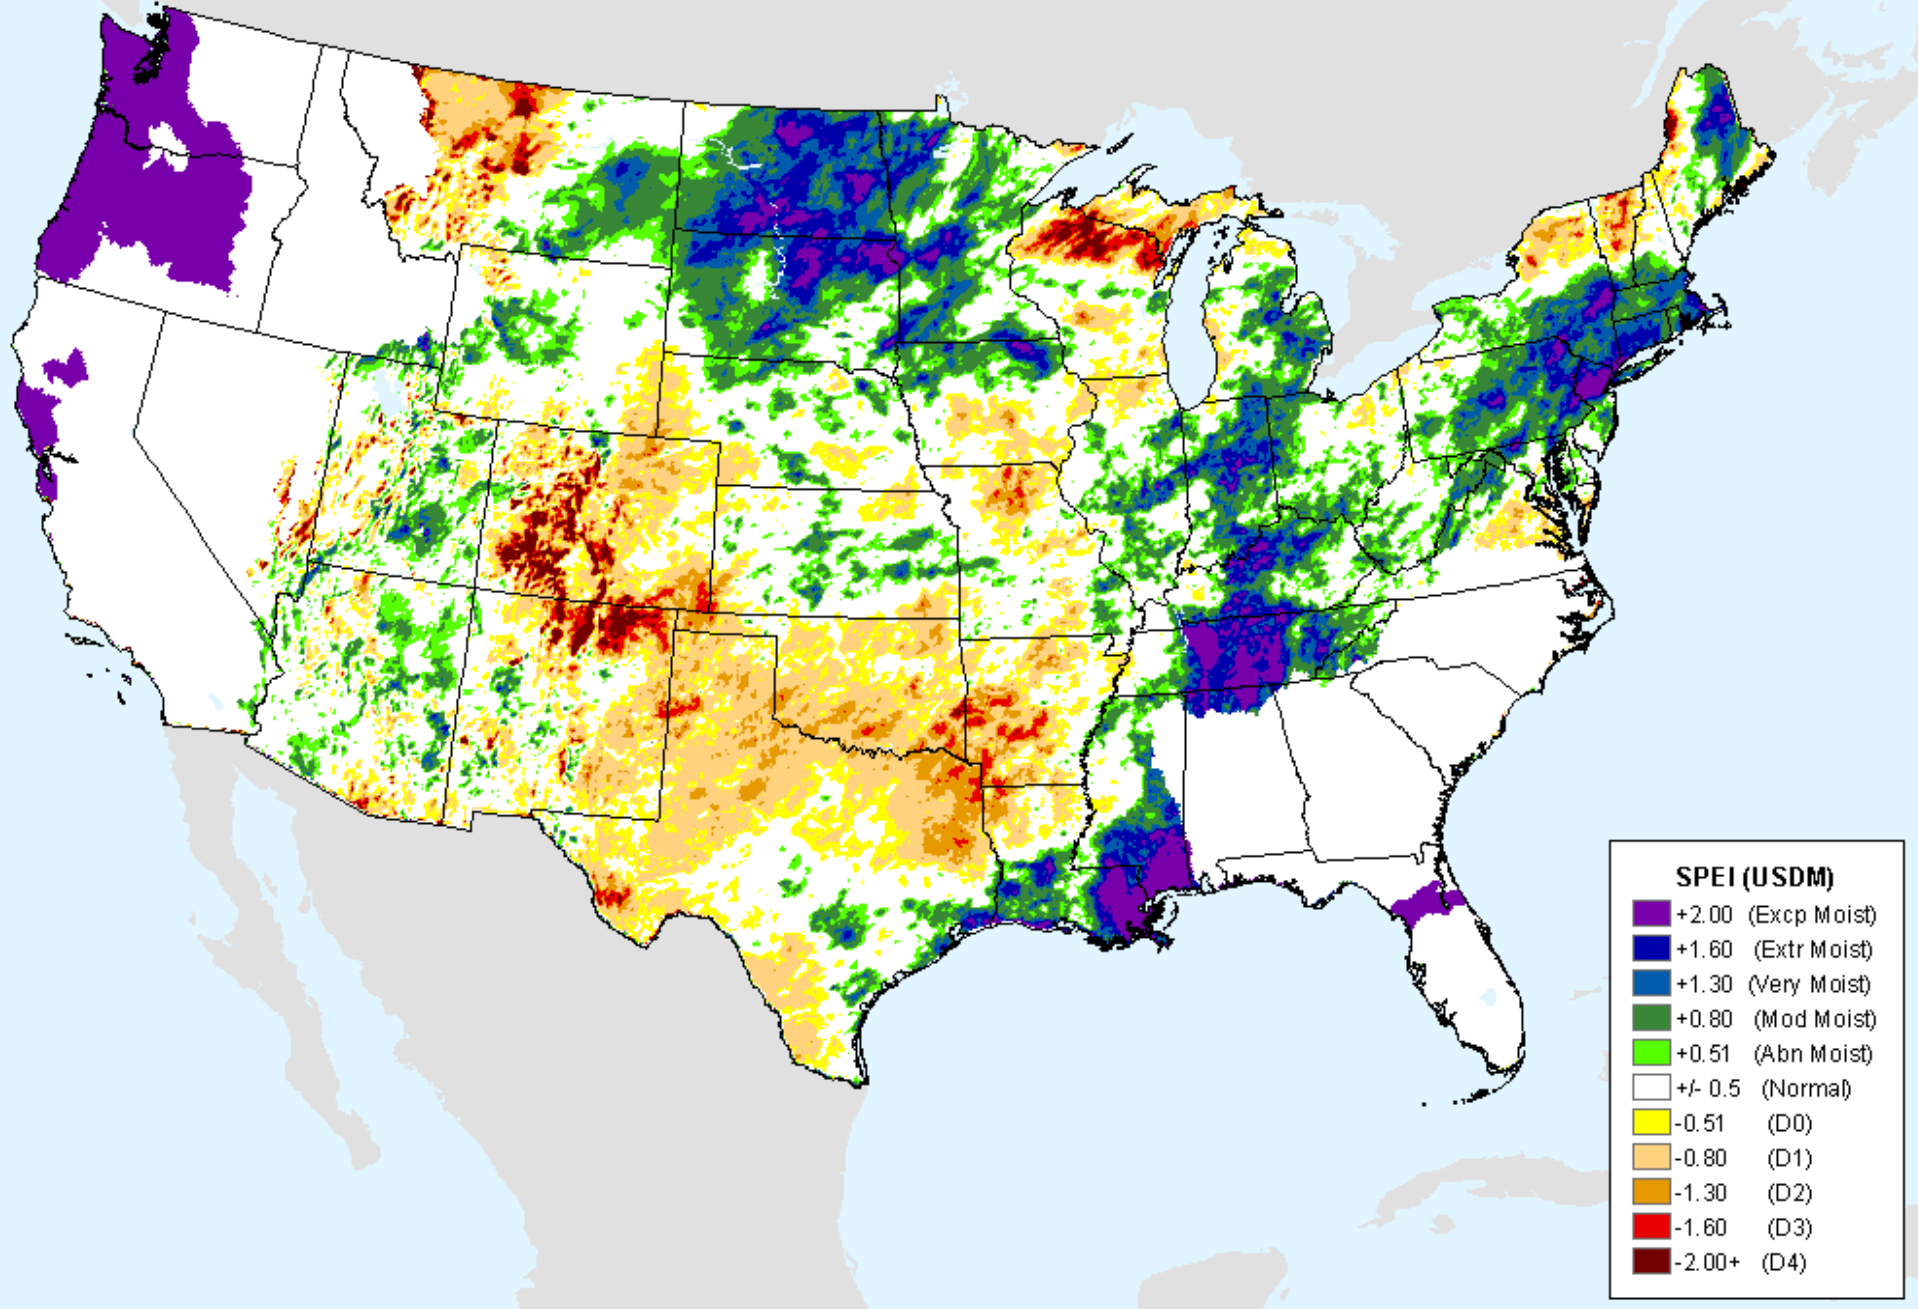 SPEI (USDM)
+2.00 (Excp Moist)
+1.60 (Extr Moist)
+1.30 (Very Moist)
+0.80 (Mod Moist)
+0.51 (Abn Moist)
+/- 0.5 (Normal)
-0.51 (D0)
-0.80 (D1)
-1.30 (D2)
-1.60 (D3)
-2.00+ (D4)